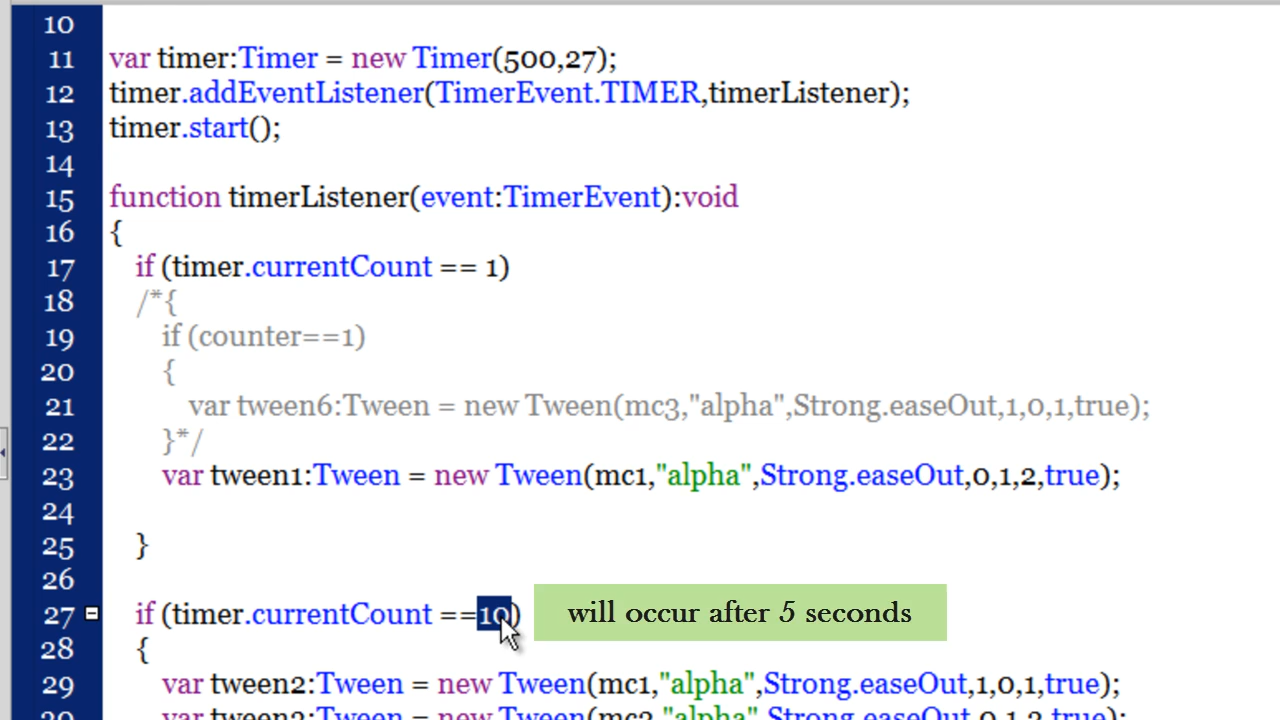 10
11 var timer:Timer = new Timer(500,27);
12 timer.addEventListener(TimerEvent.TIMER,timerListener);
13 timer.start();
14
15 function timerListener(event:TimerEvent):void
16 {
17 if (timer.currentCount == 1)
18 /*{
19 if (counter==1)
20 {
21 var tween6:Tween = new Tween(mc3,"alpha",Strong.easeOut,1,0,1,true);
22 }*/
23 var tween1:Tween = new Tween(mc1,"alpha",Strong.easeOut,0,1,2,true);
24
25 }
26
27 if (timer.currentCount ==10) will occur after 5 seconds
28 {
29 var tween2:Tween = new Tween(mc1,"alpha",Strong.easeOut,1,0,1,true);